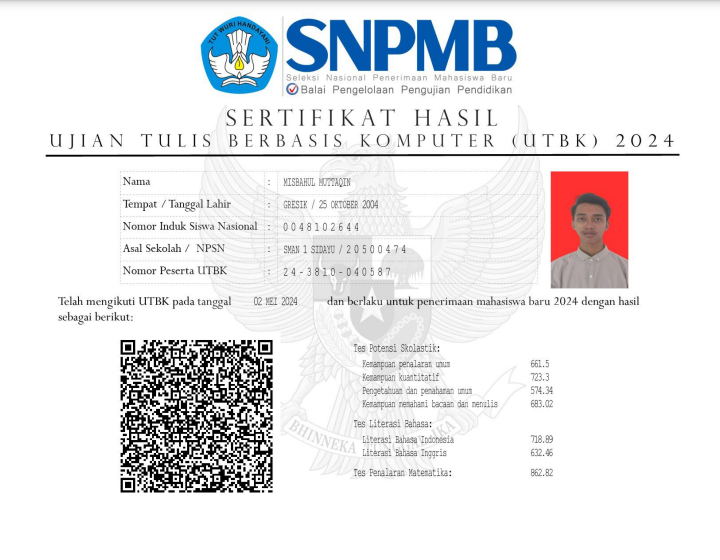 TUT WURI HANDAYANI
SNPMB
Seleksi Nasional Penerimaan Mahasiswa Baru
Balai Pengelolaan Pengujian Pendidikan
SERTIFIKAT HASIL
UJIAN TULIS BERBASIS KOMPUTER (UTBK) 2024
Nama : MISBAHUL MUTTAQIN
Tempat / Tanggal Lahir : GRESIK / 25 OKTOBER 2004
Nomor Induk Siswa Nasional : 0048102644
Asal Sekolah / NPSN : SMAN 1 SIDAYU / 20500474
Nomor Peserta UTBK : 24-3810-040587
Telah mengikuti UTBK pada tanggal 02 MEI 2024 dan berlaku untuk penerimaan mahasiswa baru 2024 dengan hasil
sebagai berikut:
Tes Potensi Skolastik:
Kemampuan penalaran umum 661.5
Kemampuan kuantitatif 723.3
Pengetahuan dan pemahaman umum 574.34
Kemampuan memahami bacaan dan menulis 683.02
Tes Literasi Bahasa:
Literasi Bahasa Indonesia 718.89
Literasi Bahasa Inggris 632.46
Tes Penalaran Matematika: 862.82
BHINNEKA TUNGGAL IKA